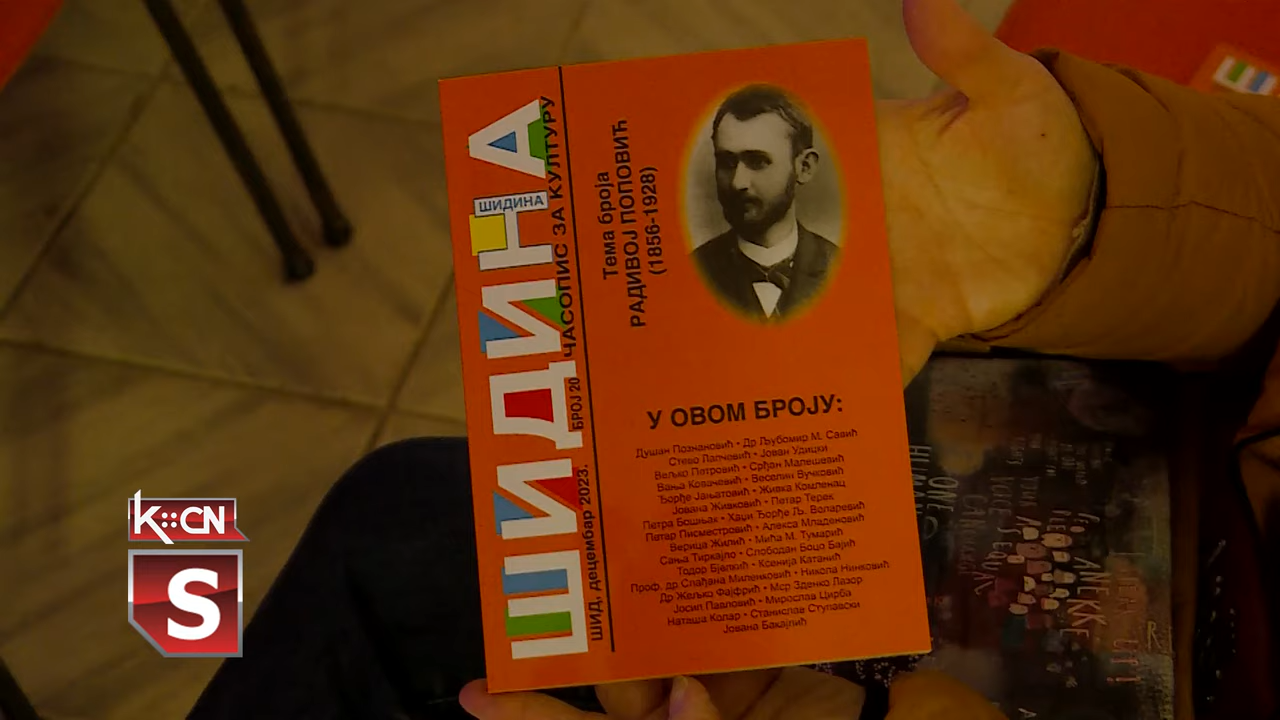 ШИДИНА
ШИДИНА
ЧАСОПИС ЗА КУЛТУРУ
БРОЈ 20
ШИД, децембар 2023.
Тема броја
РАДИВОЈ ПОПОВИЋ
(1856-1928)
У ОВОМ БРОЈУ:
Душан Познановић • Др Љубомир М. Савић
Стево Лапчевић • Јован Удицки
Вељко Петровић • Срђан Малешевић
Вања Ковачевић • Веселин Вучковић
Ђорђе Јањатовић • Живка Комленац
Јована Живковић • Петар Терек
Петра Бошњак • Хаџи Ђорђе Љ. Воларевић
Петар Писместровић • Алекса Младеновић
Верица Жилић • Мића М. Тумарић
Сања Тиркајло • Слободан Боцо Бајић
Тодор Бјелкић • Ксенија Катанић
Проф. др Слађана Миленковић • Никола Нинковић
Др Жељко Фајфрић • Мср Зденко Лазор
Јосип Павловић • Мирослав Цирба
Наташа Колар • Станислав Ступавски
Јована Бакајлић
K::CN
S